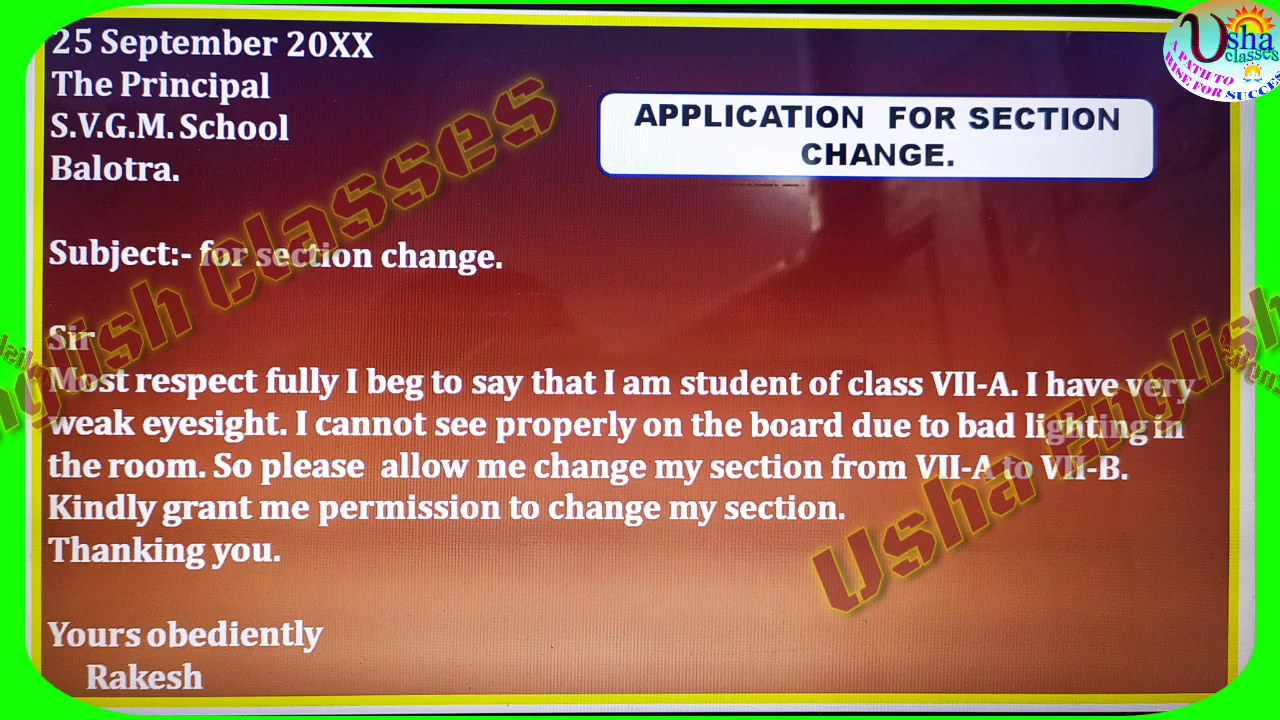 25 September 20XX
The Principal
S.V.G.M. School
Balotra.
APPLICATION FOR SECTION
CHANGE.
Subject:- for section change.
Sir
Most respect fully I beg to say that I am student of class VII-A. I have very
weak eyesight. I cannot see properly on the board due to bad lighting in
the room. So please allow me change my section from VII-A to VII-B.
Kindly grant me permission to change my section.
Thanking you.
Yours obediently
Rakesh
Usha
classes
A PATH TO
RISE FOR SUCCES
English Classes
Usha English